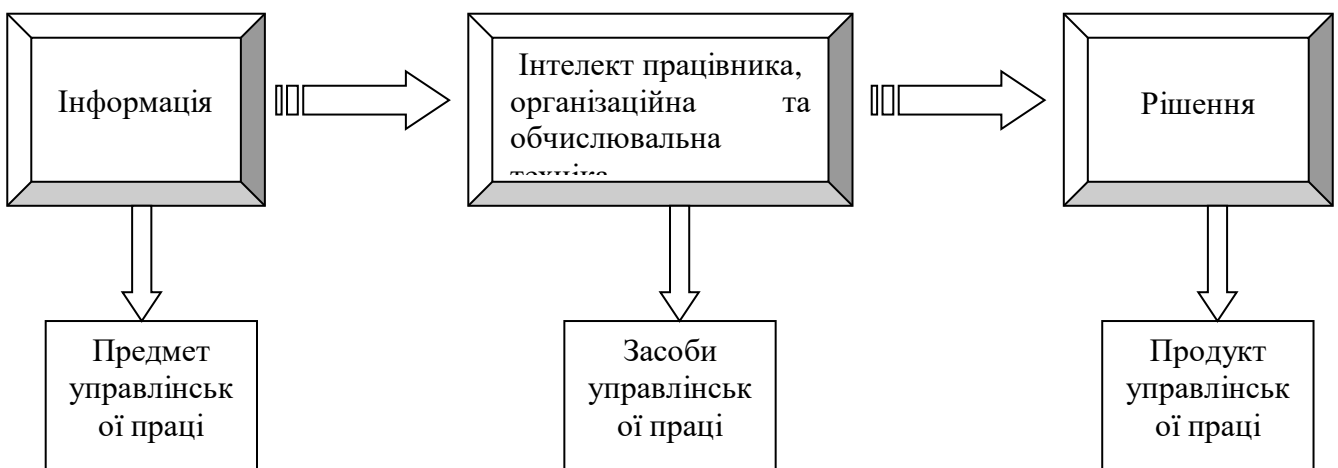 Інформація
Інтелект працівника,
організаційна та
обчислювальна
техніка
Рішення
Предмет
управлінськ
ої праці
Засоби
управлінськ
ої праці
Продукт
управлінськ
ої праці